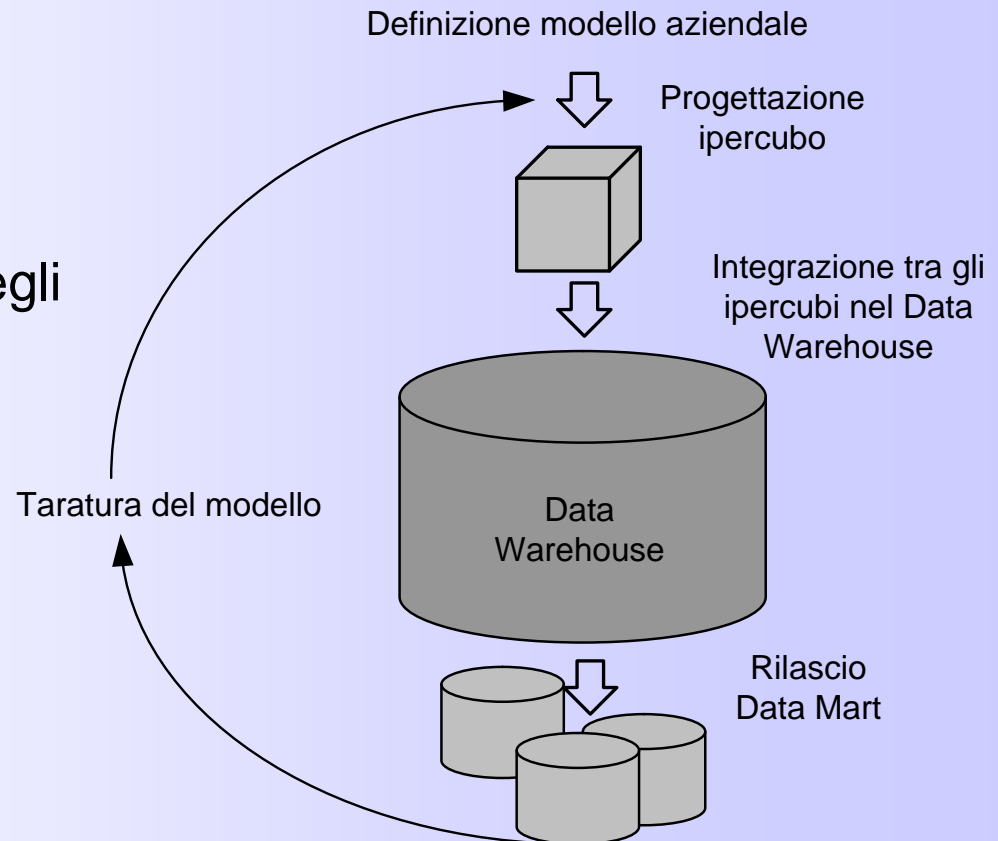 Definizione modello aziendale
Progettazione
ipercubo
egli
Integrazione tra gli
ipercubi nel Data
Warehouse
Taratura del modello
Data
Warehouse
Rilascio
Data Mart